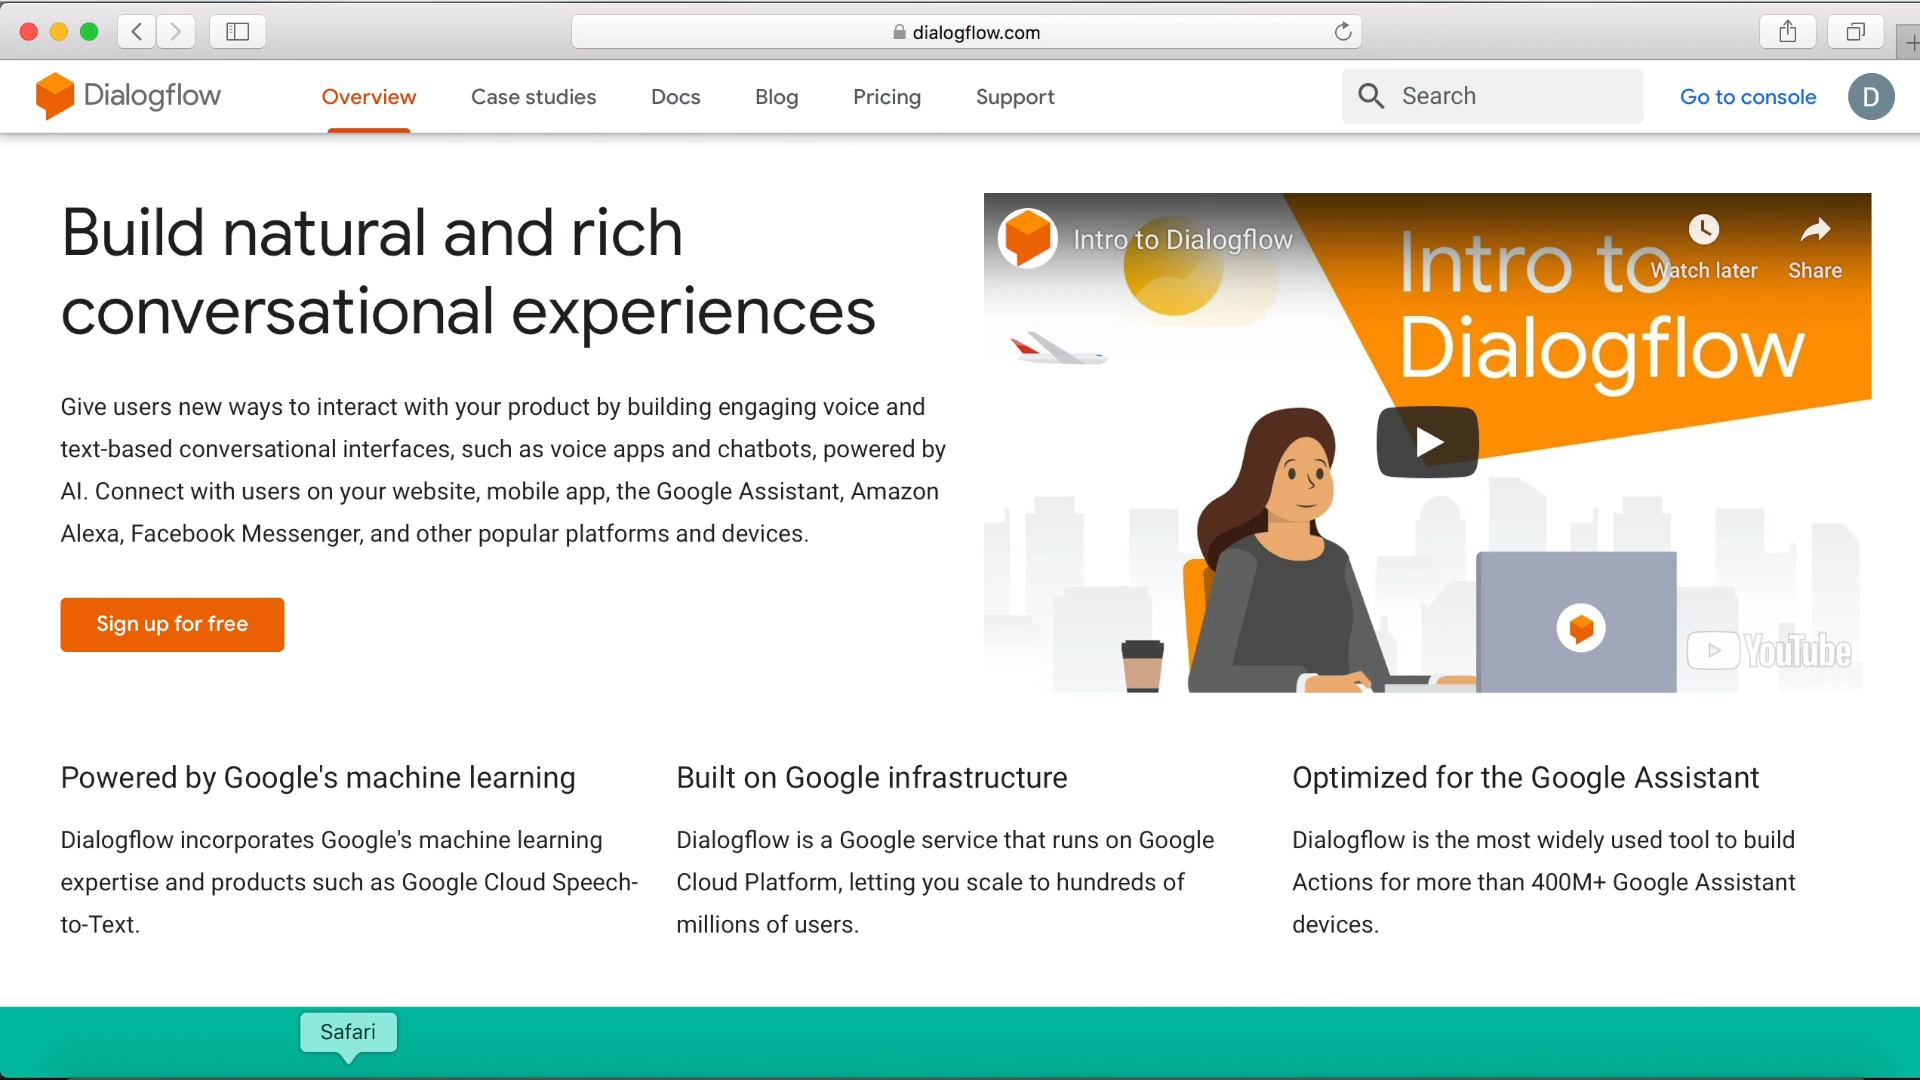 dialogflow.com
Dialogflow
Overview
Case studies
Docs
Blog
Pricing
Support
Search
Go to console
D
Build natural and rich
conversational experiences
Give users new ways to interact with your product by building engaging voice and
text-based conversational interfaces, such as voice apps and chatbots, powered by
AI. Connect with users on your website, mobile app, the Google Assistant, Amazon
Alexa, Facebook Messenger, and other popular platforms and devices.
Sign up for free
Intro to Dialogflow
Watch later
Share
Intro to
Dialogflow
YouTube
Powered by Google's machine learning
Dialogflow incorporates Google's machine learning
expertise and products such as Google Cloud Speech-
to-Text.
Built on Google infrastructure
Dialogflow is a Google service that runs on Google
Cloud Platform, letting you scale to hundreds of
millions of users.
Optimized for the Google Assistant
Dialogflow is the most widely used tool to build
Actions for more than 400M+ Google Assistant
devices.
Safari